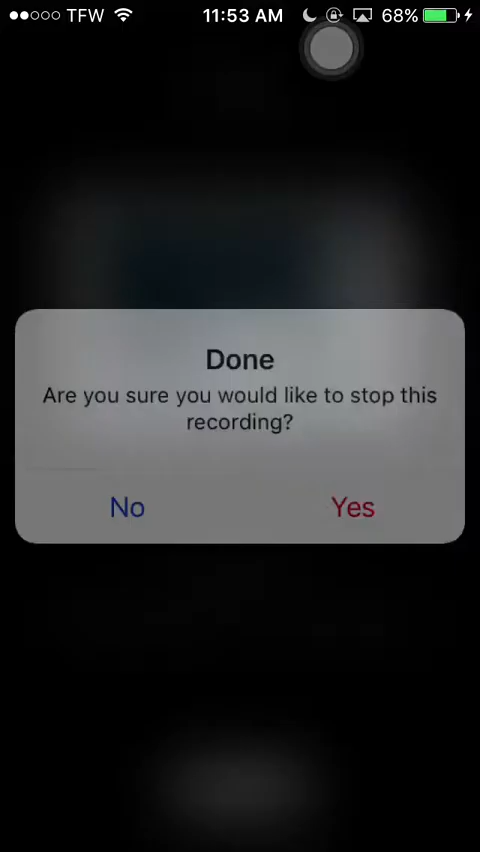 TFW 11:53 AM 68%
Done
Are you sure you would like to stop this
recording?
No Yes